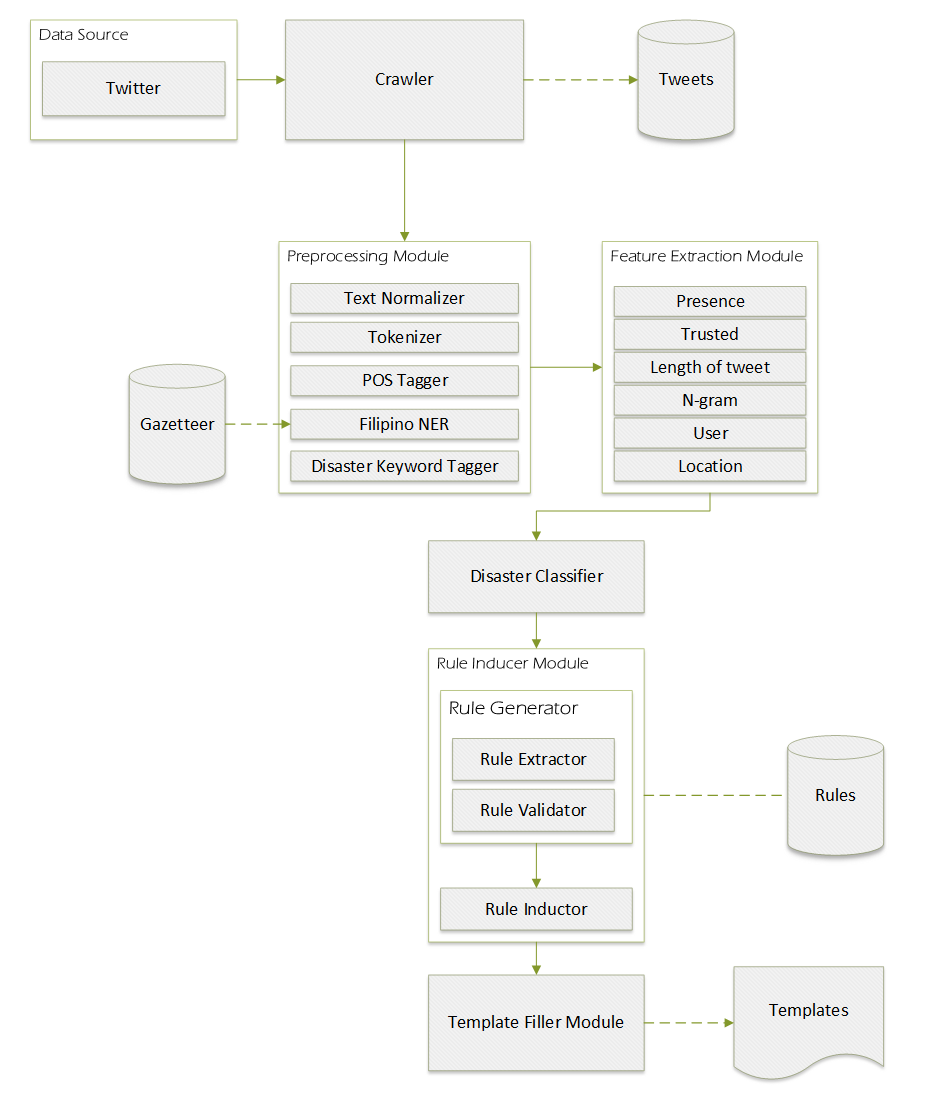 Data Source
Twitter
Crawler
Tweets
Preprocessing Module
Text Normalizer
Tokenizer
POS Tagger
Filipino NER
Disaster Keyword Tagger
Gazetteer
Feature Extraction Module
Presence
Trusted
Length of tweet
N-gram
User
Location
Disaster Classifier
Rule Inducer Module
Rule Generator
Rule Extractor
Rule Validator
Rule Inductor
Rules
Template Filler Module
Templates